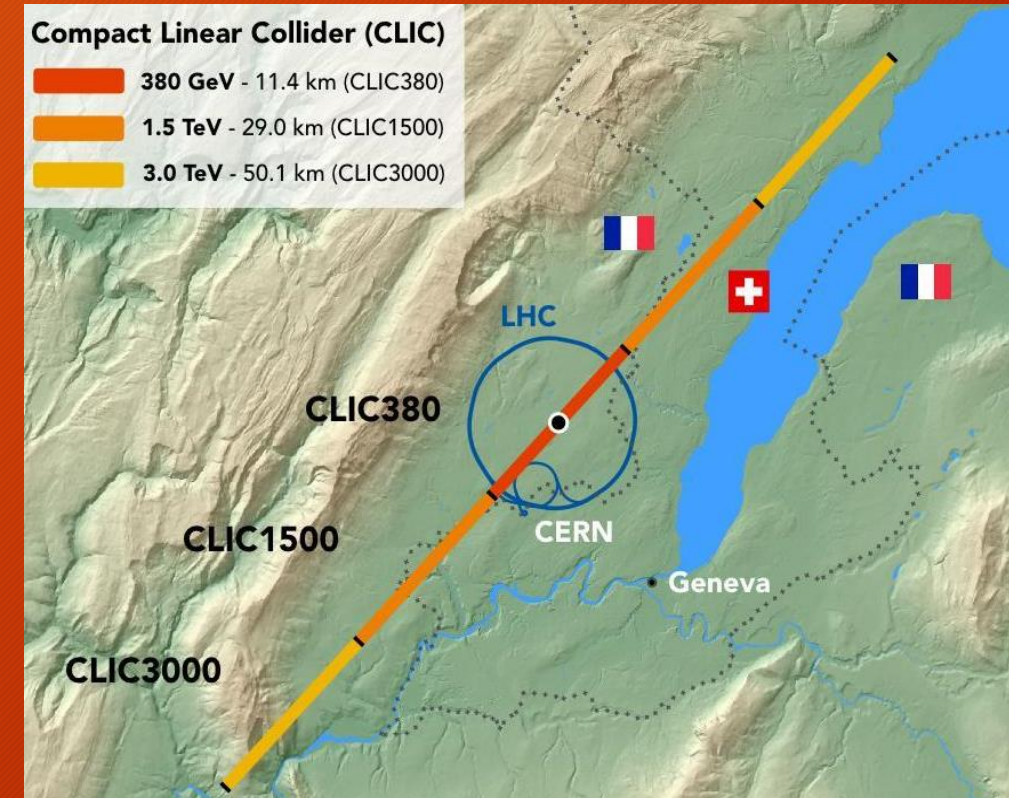 Compact Linear Collider (CLIC)
380 GeV - 11.4 km (CLIC380)
1.5 TeV - 29.0 km (CLIC1500)
3.0 TeV - 50.1 km (CLIC3000)
LHC
CLIC380
CERN
CLIC1500
Geneva
CLIC3000